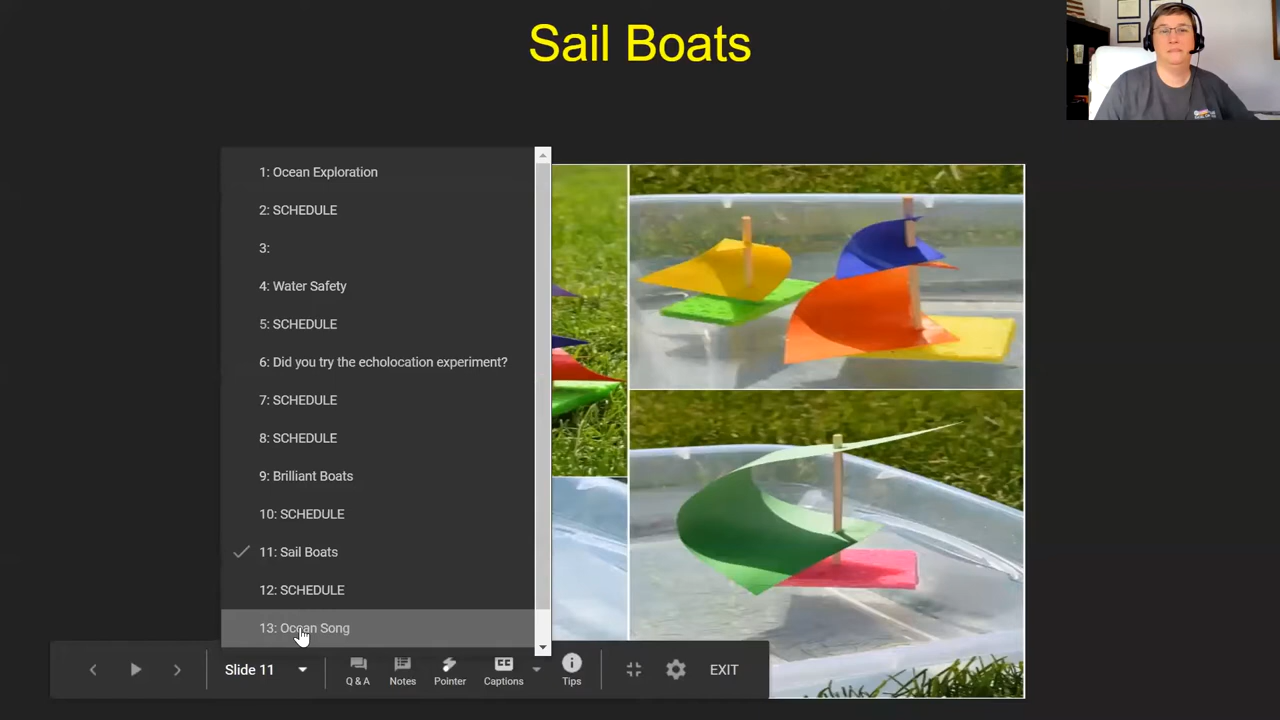 Sail Boats
1: Ocean Exploration
2: SCHEDULE
3:
4: Water Safety
5: SCHEDULE
6: Did you try the echolocation experiment?
7: SCHEDULE
8: SCHEDULE
9: Brilliant Boats
10: SCHEDULE
11: Sail Boats
12: SCHEDULE
13: Ocean Song
Slide 11
Q & A
Notes
Pointer
CC
Captions
Tips
EXIT